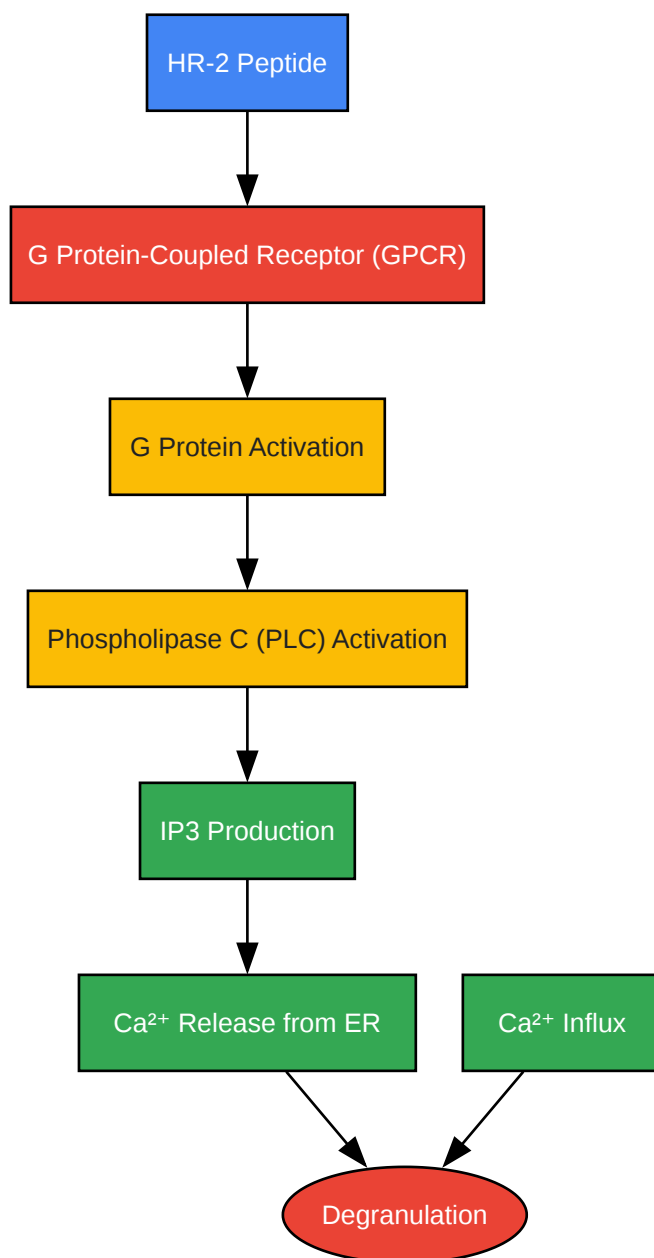 HR-2 Peptide
G Protein-Coupled Receptor (GPCR)
G Protein Activation
Phospholipase C (PLC) Activation
IP3 Production
Ca²⁺ Release from ER
Ca²⁺ Influx
Degranulation